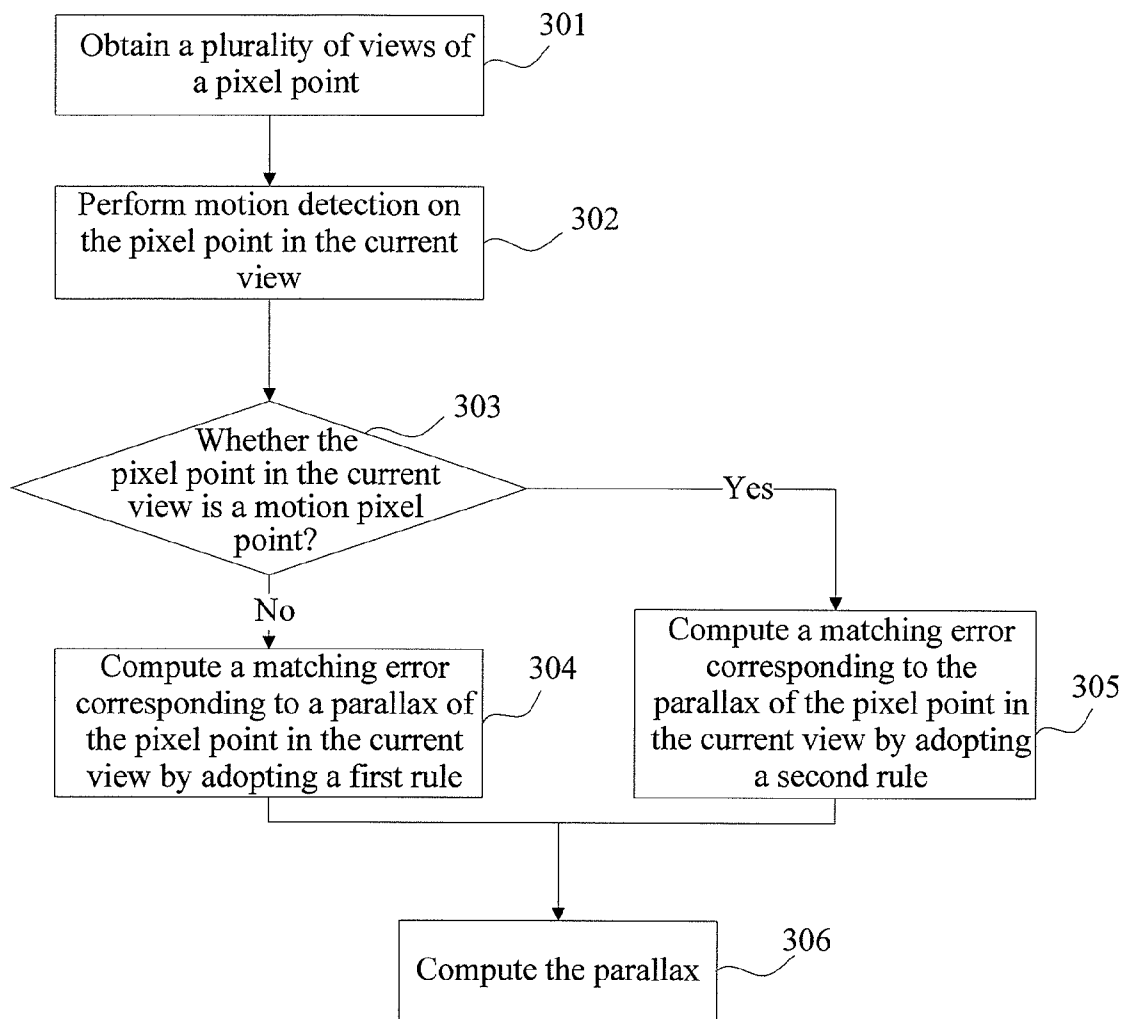 Obtain a plurality of views of
a pixel point
301
Perform motion detection on
the pixel point in the current
view
302
303
Whether the
pixel point in the current
view is a motion pixel
point?
Yes
No
Compute a matching error
corresponding to a parallax of
the pixel point in the current
view by adopting a first rule
304
Compute a matching error
corresponding to the
parallax of the pixel point in
the current view by adopting
a second rule
305
Compute the parallax
306